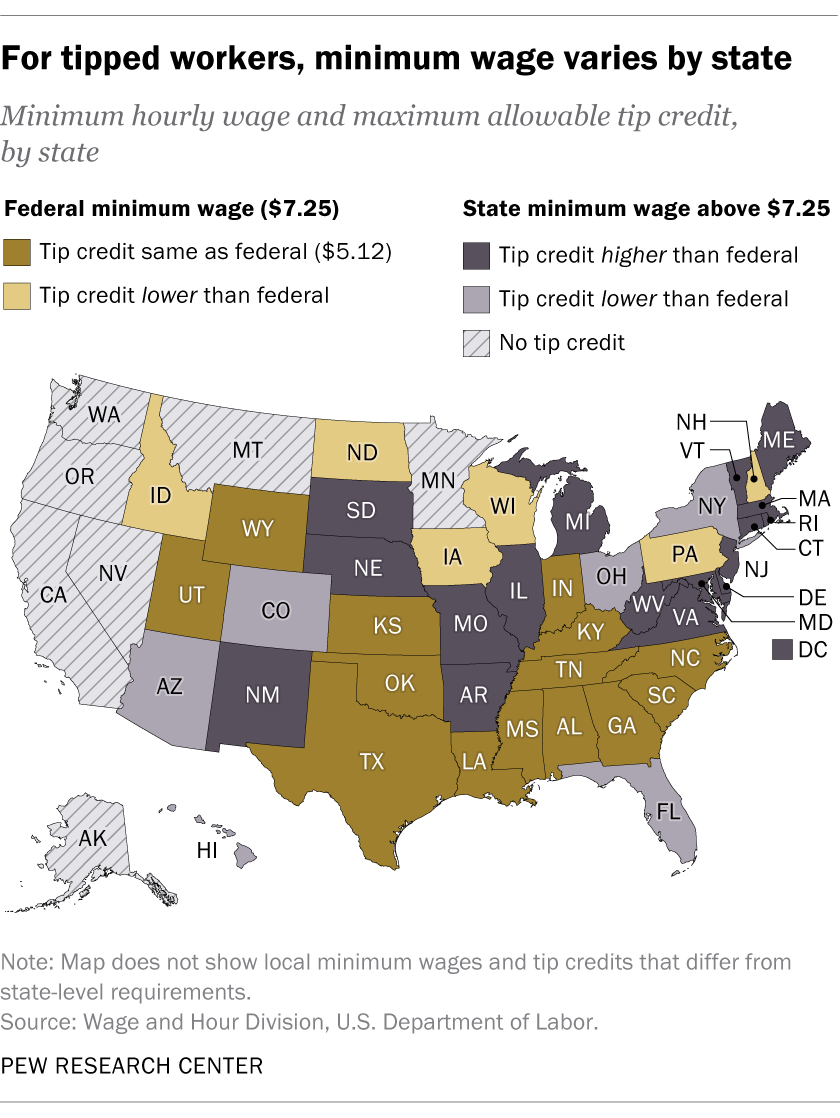 For tipped workers, minimum wage varies by state
Minimum hourly wage and maximum allowable tip credit,
by state
Federal minimum wage ($7.25)
Tip credit same as federal ($5.12)
Tip credit lower than federal
State minimum wage above $7.25
Tip credit higher than federal
Tip credit lower than federal
No tip credit
WA
OR
CA
NV
ID
MT
WY
UT
AZ
CO
NM
ND
SD
NE
KS
OK
TX
MN
IA
MO
AR
LA
WI
IL
MI
IN
OH
KY
TN
MS
AL
GA
FL
SC
NC
VA
WV
PA
NY
VT
NH
ME
MA
RI
CT
NJ
DE
MD
DC
AK
HI
Note: Map does not show local minimum wages and tip credits that differ from
state-level requirements.
Source: Wage and Hour Division, U.S. Department of Labor.
PEW RESEARCH CENTER